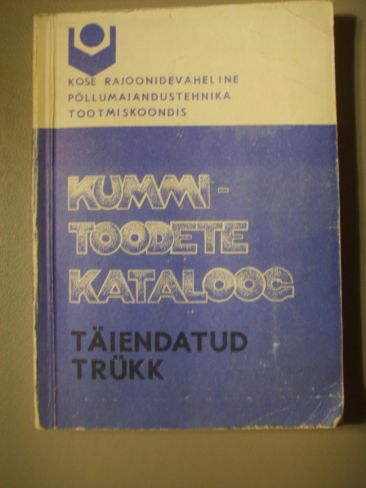 KOSE RAJOONIDEVAHELINE
PÕLLUMAJANDUSTEHNIKA
TOOTMISKOONDIS
KUMMI-
TOODETE
KATALOOG
TÄIENDATUD
TRÜKK